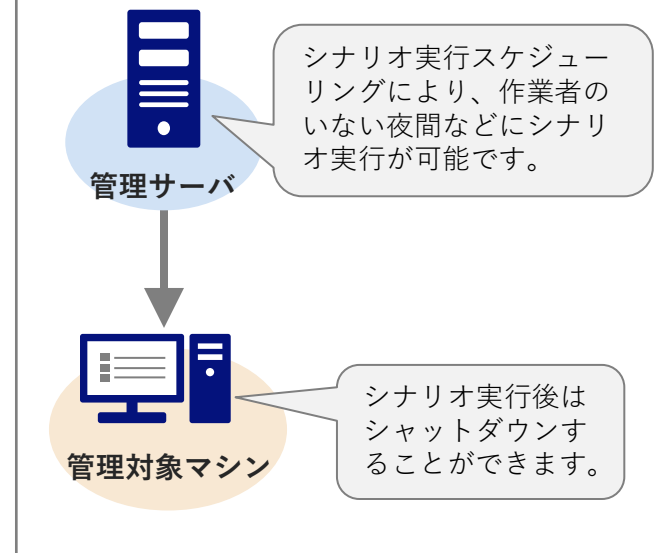 シナリオ実行スケジュー
リングにより、作業者の
いない夜間などにシナリ
オ実行が可能です。
管理サーバ
シナリオ実行後は
シャットダウンす
ることができます。
管理対象マシン